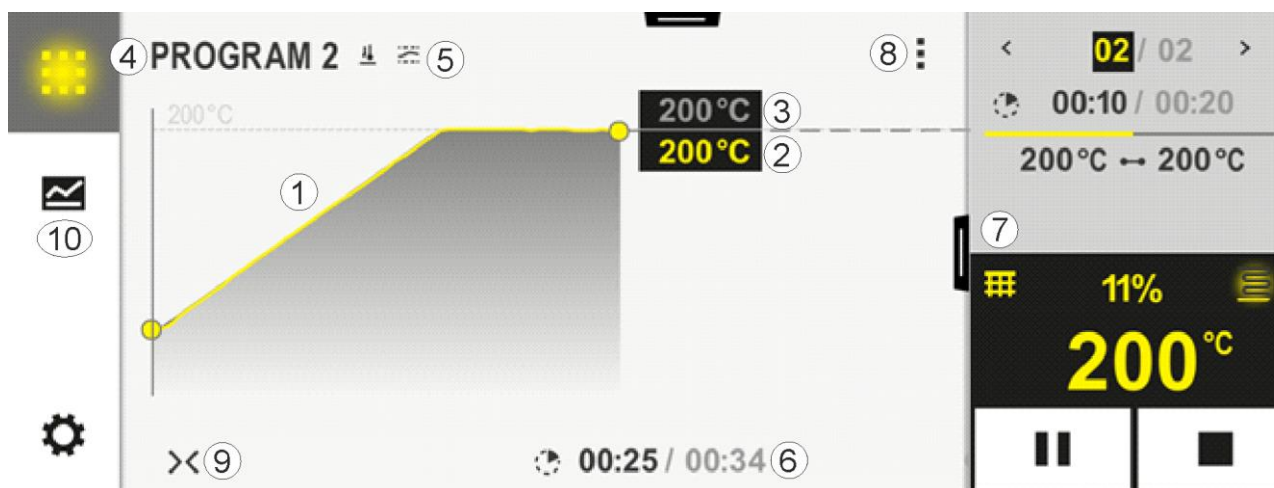 ④ PROGRAM 2 ⑤ ⑧
200°C
200°C ③
200°C ②
①
⑩
⑨
00:25 / 00:34 ⑥
< 02 / 02 >
00:10 / 00:20
200°C 200°C
⑦
11%
200°C